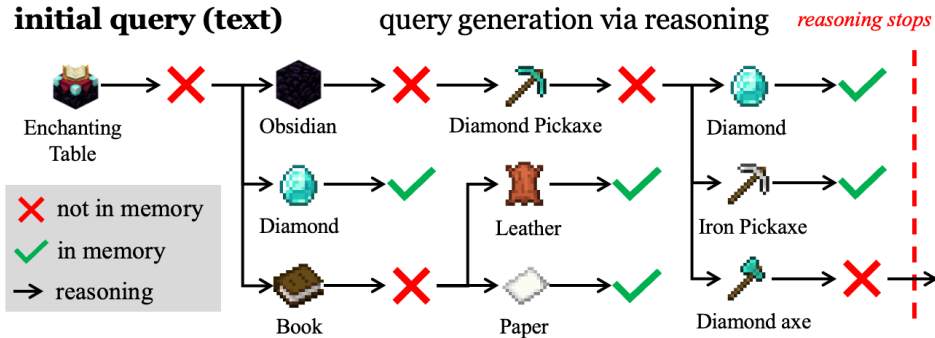 initial query (text)
query generation via reasoning
reasoning stops
Enchanting
Table
Obsidian
Diamond Pickaxe
Diamond
not in memory
in memory
reasoning
Diamond
Leather
Iron Pickaxe
Book
Paper
Diamond axe